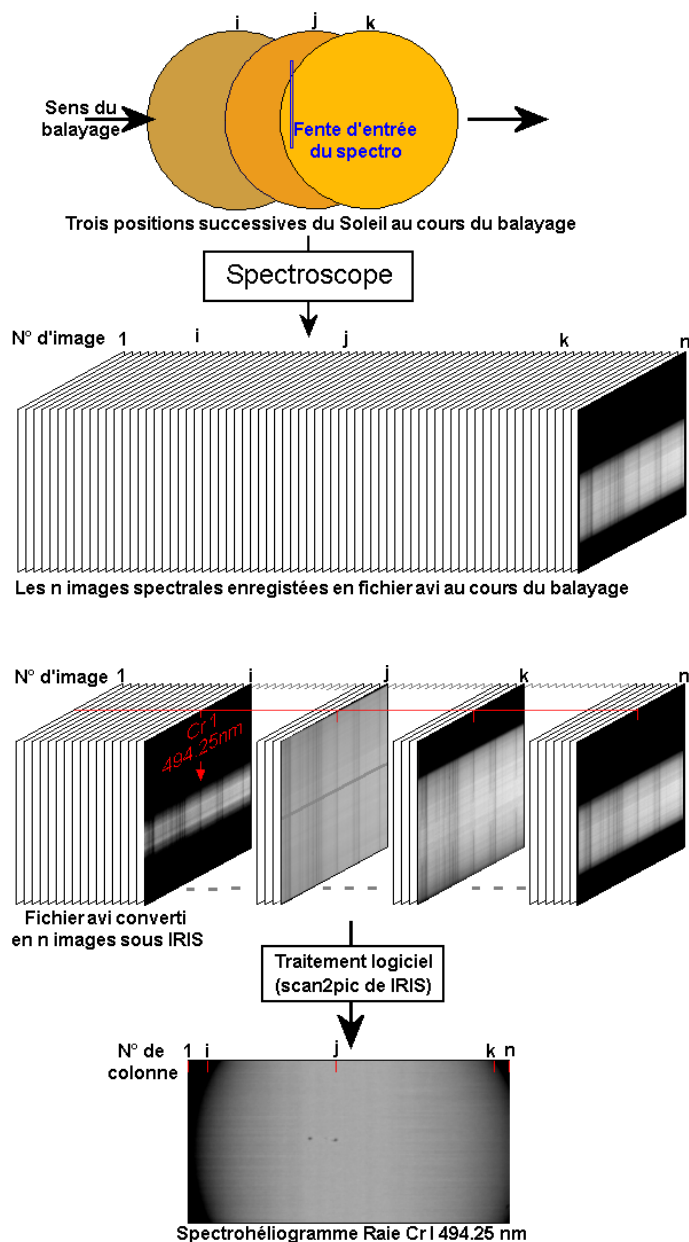 i j k
Sens du
balayage
Fente d'entrée
du spectro
Trois positions successives du Soleil au cours du balayage
Spectroscope
N° d'image 1 i j k n
Les n images spectrales enregistées en fichier avi au cours du balayage
N° d'image 1 i j k n
Cr I
494.25nm
Fichier avi converti
en n images sous IRIS
Traitement logiciel
(scan2pic de IRIS)
N° de
colonne
1 i j k n
Spectrohéliogramme Raie Cr I 494.25 nm